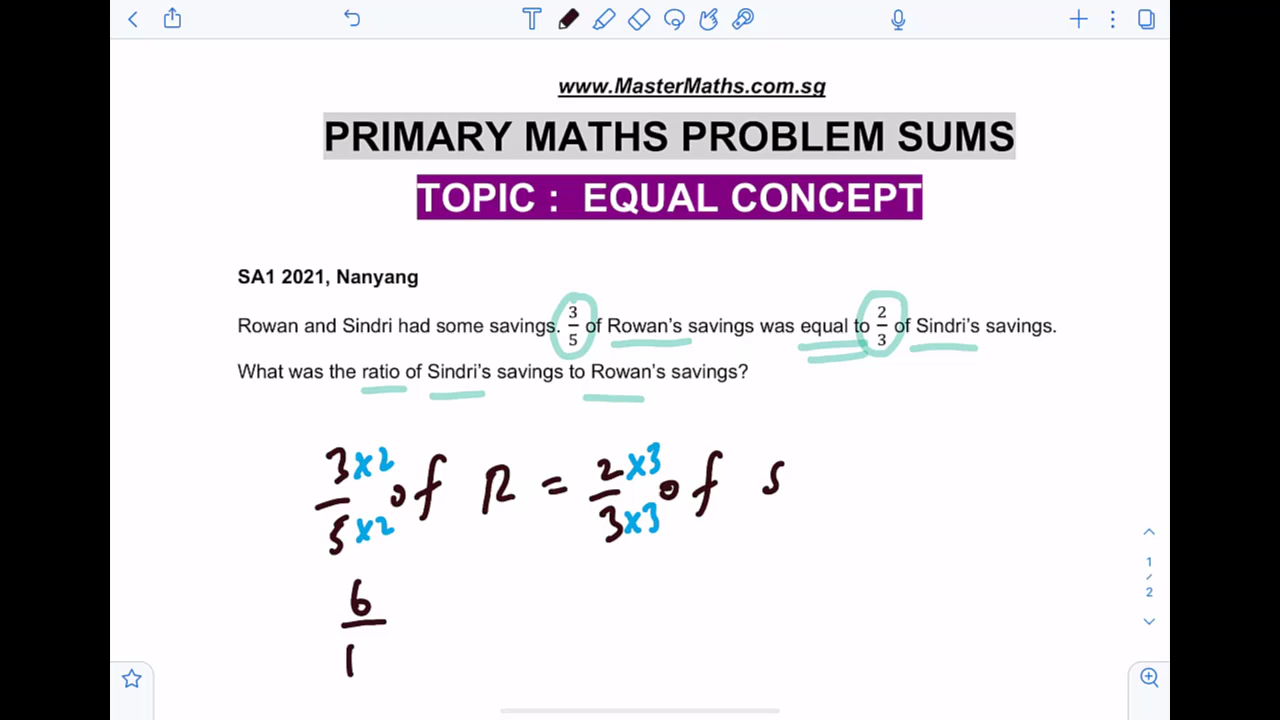 www.MasterMaths.com.sg
PRIMARY MATHS PROBLEM SUMS
TOPIC : EQUAL CONCEPT
SA1 2021, Nanyang
Rowan and Sindri had some savings. 3/5 of Rowan's savings was equal to 2/3 of Sindri's savings.
What was the ratio of Sindri's savings to Rowan's savings?
3x2/5x2 of R = 2x3/3x3 of S
6/1
1/2